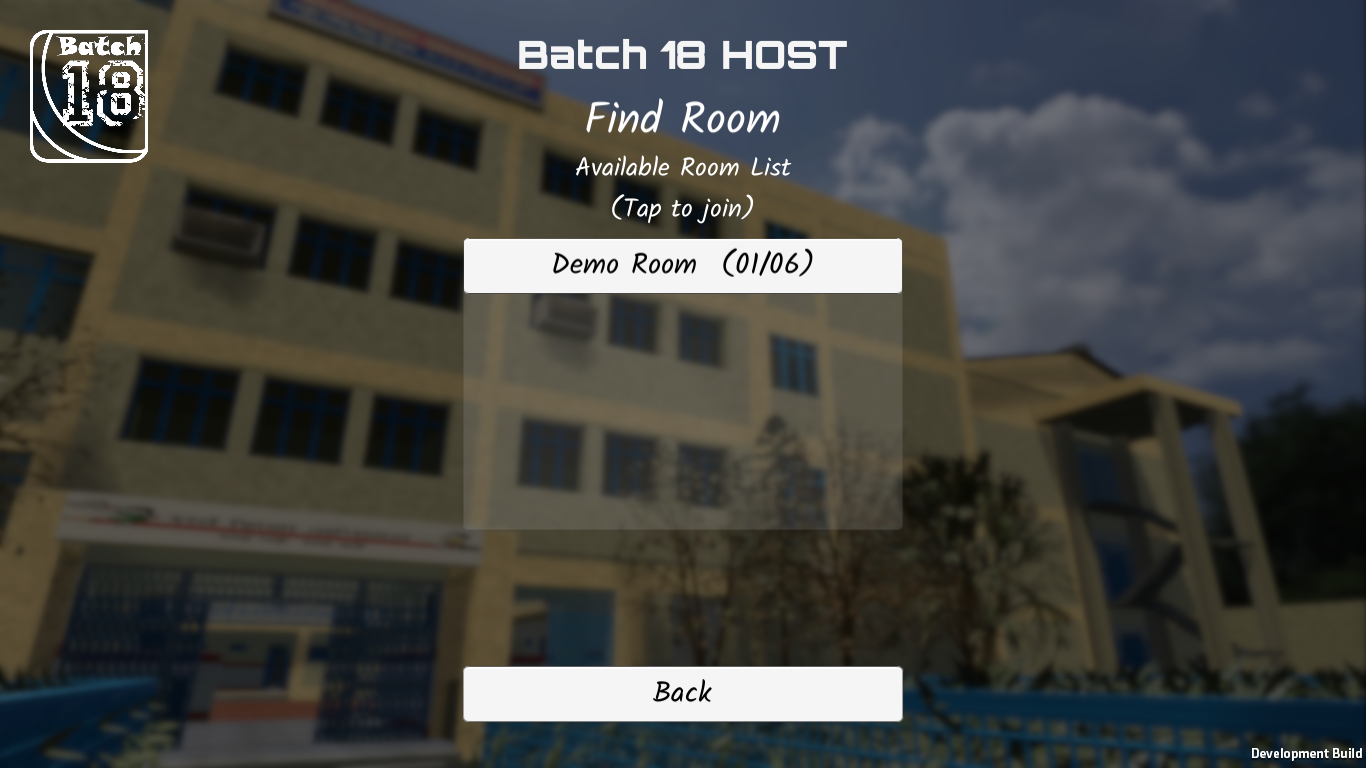 Batch
18
Batch 18 HOST
Find Room
Available Room List
(Tap to join)
Demo Room (01/06)
Back
Development Build